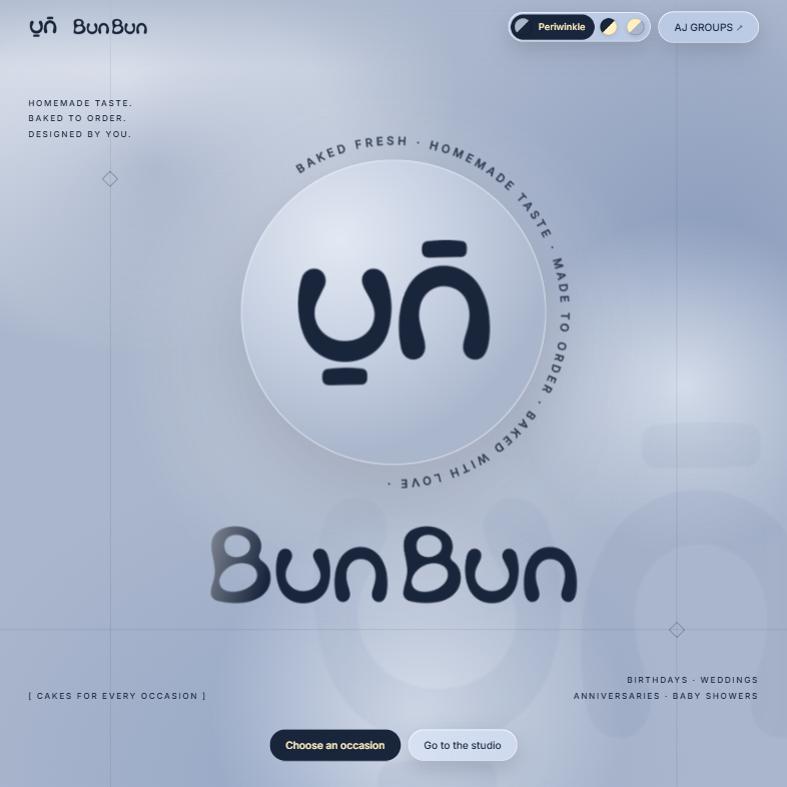 BunBun
Periwinkle
AJ GROUPS ↗
HOMEMADE TASTE.
BAKED TO ORDER.
DESIGNED BY YOU.
BAKED FRESH · HOMEMADE TASTE · MADE TO ORDER · BAKED WITH LOVE ·
BunBun
BIRTHDAYS · WEDDINGS
[ CAKES FOR EVERY OCCASION ]
ANNIVERSARIES · BABY SHOWERS
Choose an occasion
Go to the studio